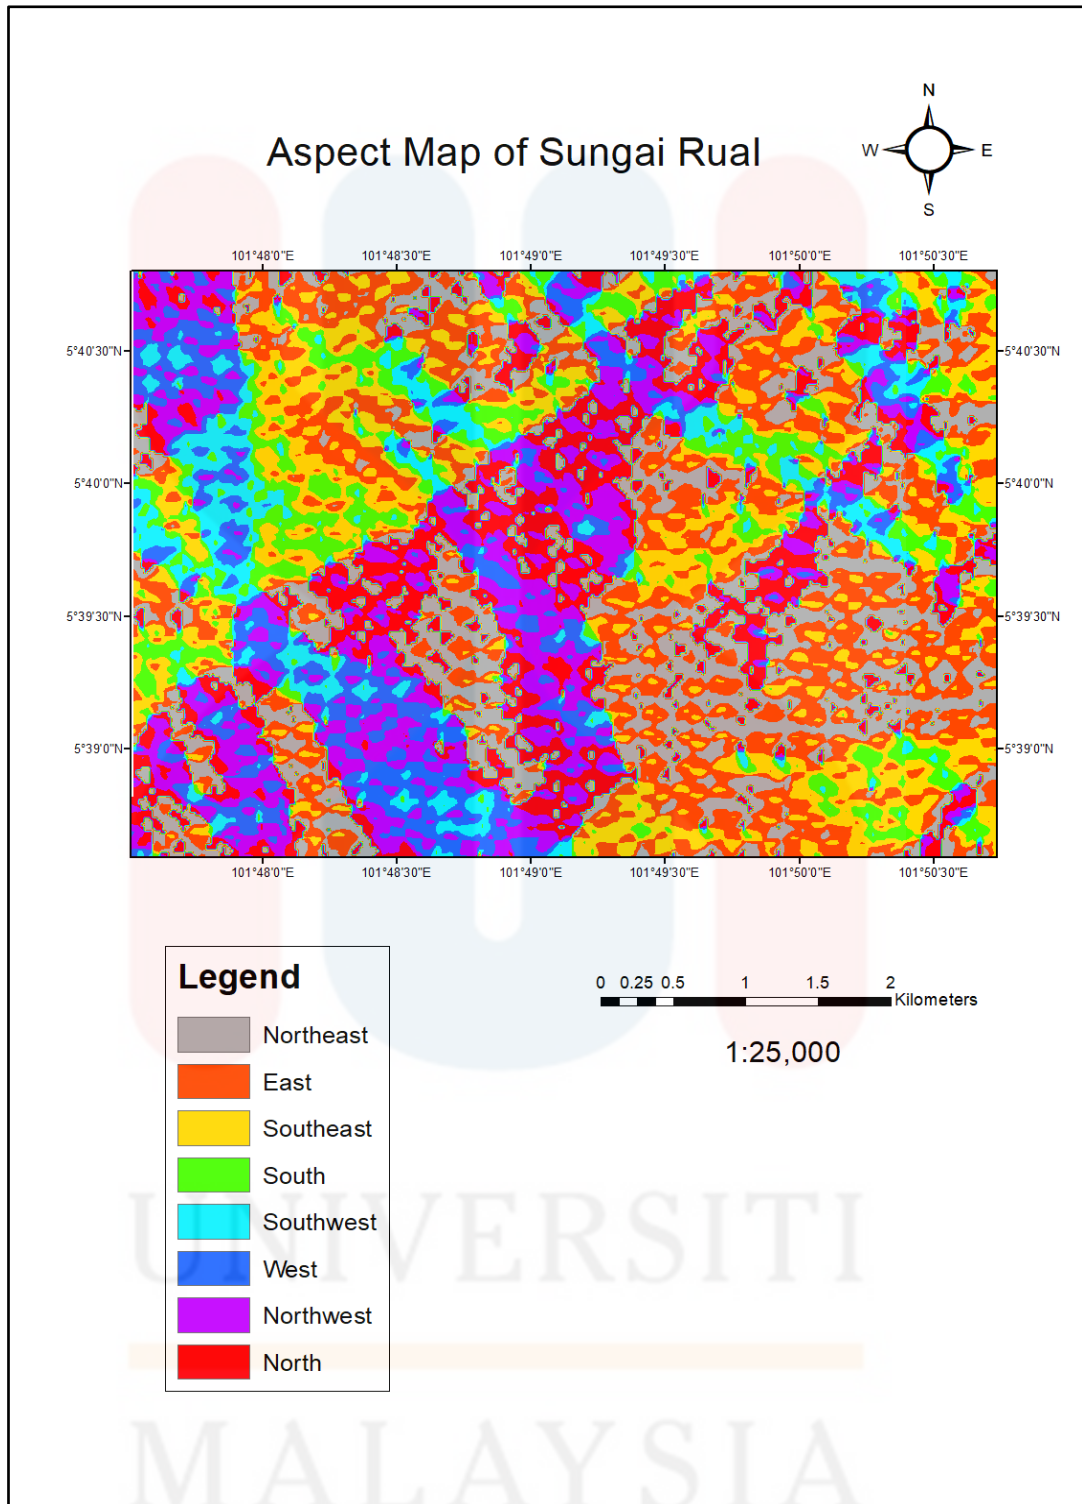 N
Aspect Map of Sungai Rual
W E
S
101°48'0"E 101°48'30"E 101°49'0"E 101°49'30"E 101°50'0"E 101°50'30"E
5°40'30"N 5°40'30"N
5°40'0"N 5°40'0"N
5°39'30"N 5°39'30"N
5°39'0"N 5°39'0"N
101°48'0"E 101°48'30"E 101°49'0"E 101°49'30"E 101°50'0"E 101°50'30"E
Legend
Northeast
East
Southeast
South
Southwest
West
Northwest
North
0 0.25 0.5 1 1.5 2
Kilometers
1:25,000
UNIVERSITI
MALAYSIA